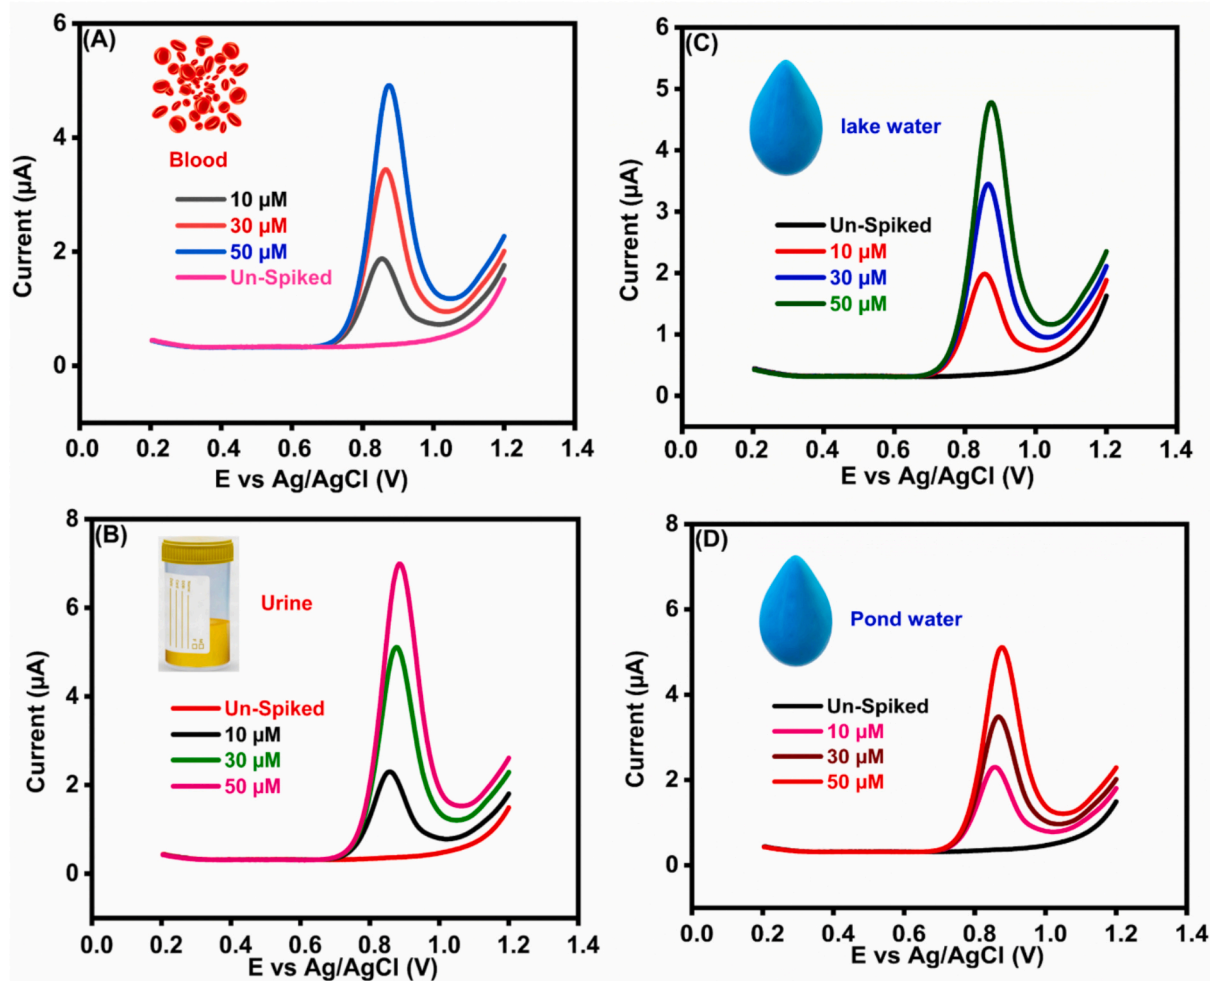 (A)
Blood
10 µM
30 µM
50 µM
Un-Spiked
Current (µA)
6
4
2
0
0.0 0.2 0.4 0.6 0.8 1.0 1.2 1.4
E vs Ag/AgCl (V)
(C)
lake water
Un-Spiked
10 µM
30 µM
50 µM
Current (µA)
6
5
4
3
2
1
0
0.0 0.2 0.4 0.6 0.8 1.0 1.2 1.4
E vs Ag/AgCl (V)
(B)
Urine
Un-Spiked
10 µM
30 µM
50 µM
Current (µA)
8
6
4
2
0
0.0 0.2 0.4 0.6 0.8 1.0 1.2 1.4
E vs Ag/AgCl (V)
(D)
Pond water
Un-Spiked
10 µM
30 µM
50 µM
Current (µA)
8
6
4
2
0
0.0 0.2 0.4 0.6 0.8 1.0 1.2 1.4
E vs Ag/AgCl (V)